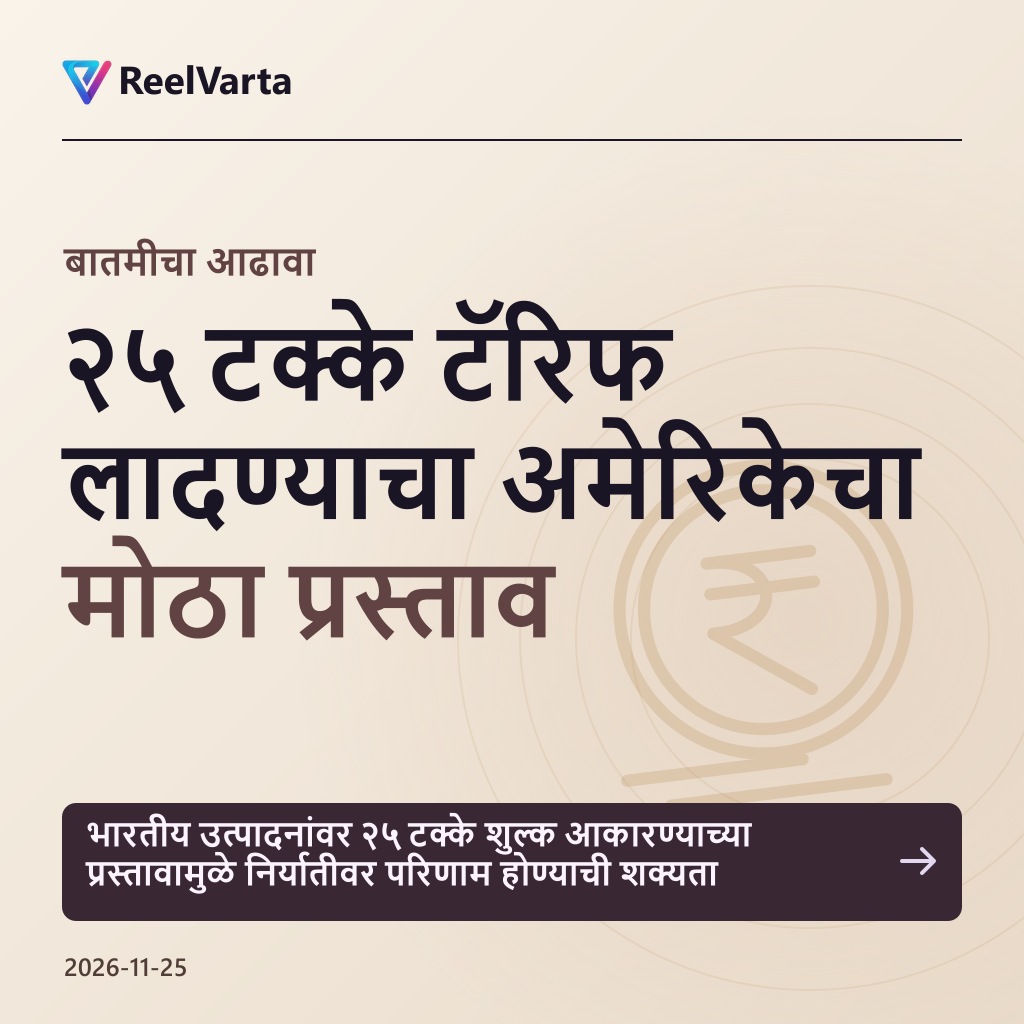 ReelVarta
बातमीचा आढावा
२५ टक्के टॅरिफ
लादण्याचा अमेरिकेचा
मोठा प्रस्ताव
भारतीय उत्पादनांवर २५ टक्के शुल्क आकारण्याच्या
प्रस्तावामुळे निर्यातीवर परिणाम होण्याची शक्यता
2026-11-25